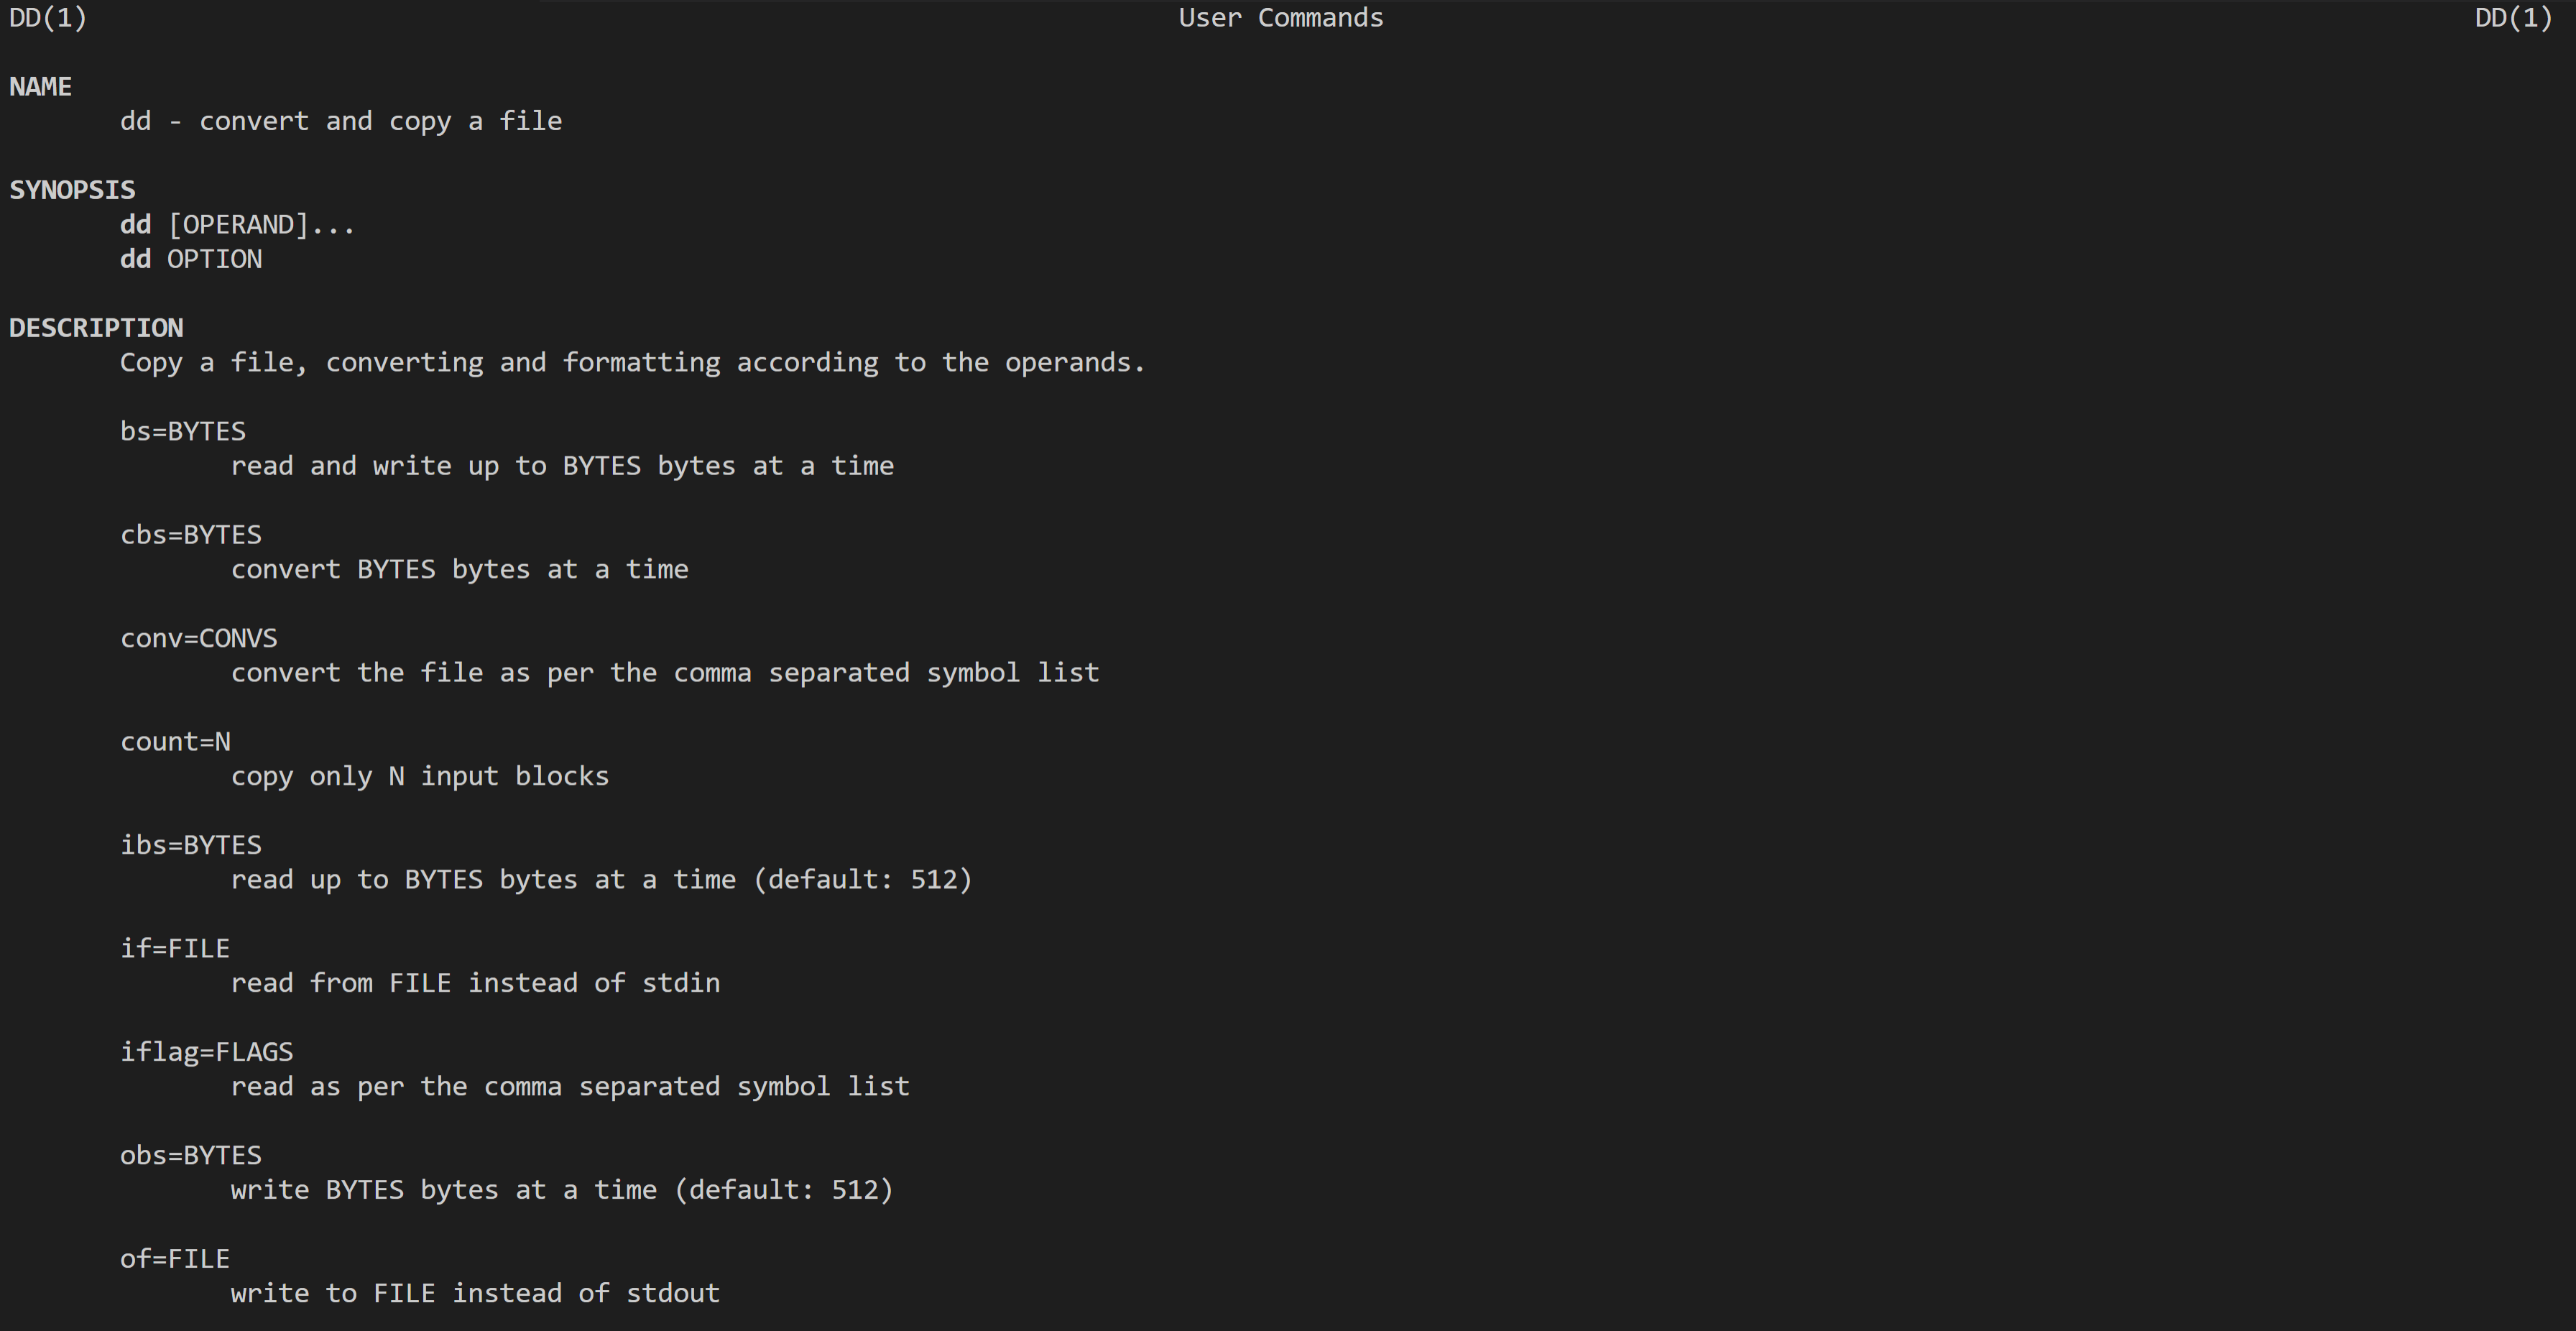 DD(1) User Commands DD(1)
NAME
dd - convert and copy a file
SYNOPSIS
dd [OPERAND]...
dd OPTION
DESCRIPTION
Copy a file, converting and formatting according to the operands.
bs=BYTES
read and write up to BYTES bytes at a time
cbs=BYTES
convert BYTES bytes at a time
conv=CONVS
convert the file as per the comma separated symbol list
count=N
copy only N input blocks
ibs=BYTES
read up to BYTES bytes at a time (default: 512)
if=FILE
read from FILE instead of stdin
iflag=FLAGS
read as per the comma separated symbol list
obs=BYTES
write BYTES bytes at a time (default: 512)
of=FILE
write to FILE instead of stdout